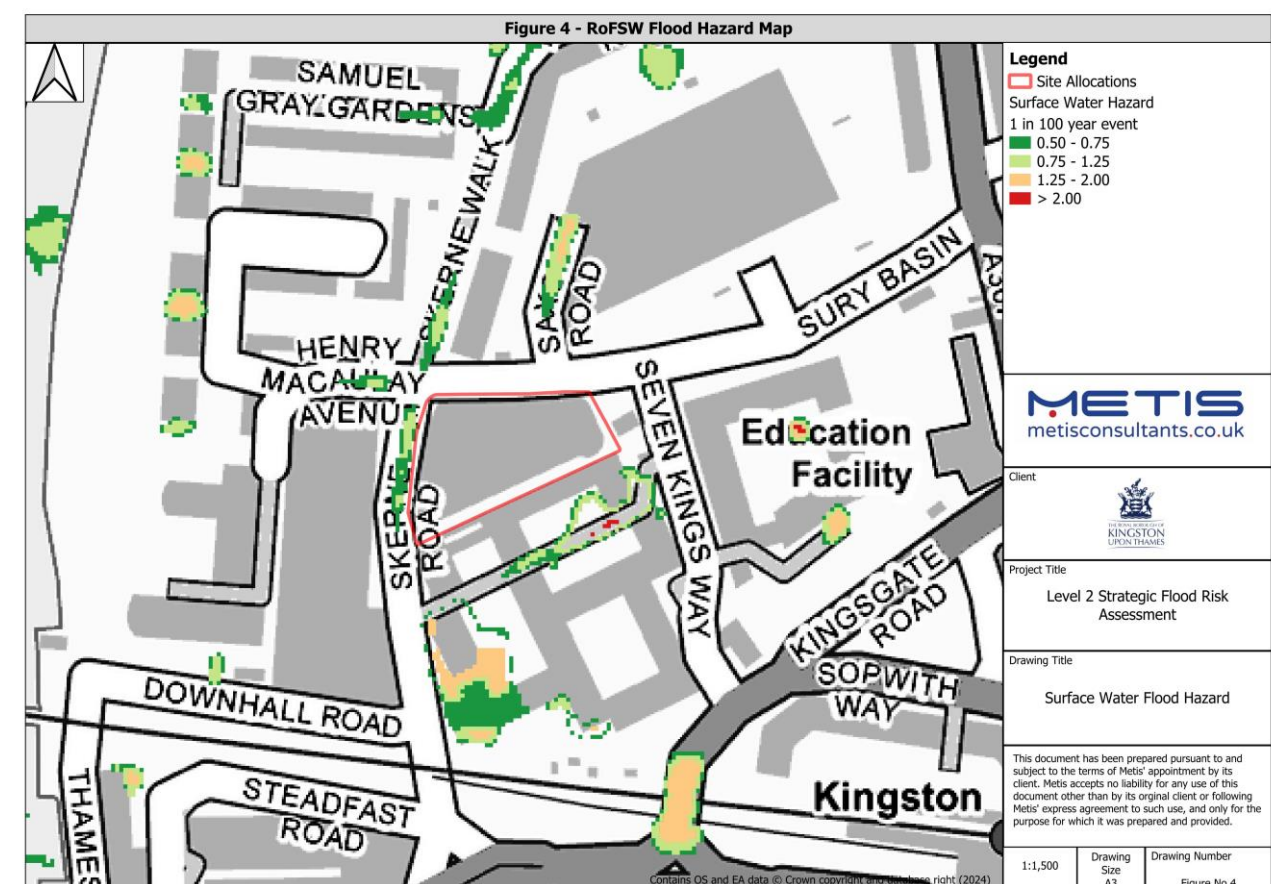 Figure 4 - RoFSW Flood Hazard Map
SAMUEL
GRAY GARDENS
SKERNEWALK
SAX
ROAD
SURY BASIN
HENRY
MACAULAY
AVENU
SEVEN KINGS WAY
Education
Facility
SKERNE
ROAD
KINGSGATE
ROAD
SOPWITH
WAY
DOWNHALL ROAD
STEADFAST
ROAD
THAMES
Kingston
Contains OS and EA data © Crown copyright and database right (2024)
Legend
Site Allocations
Surface Water Hazard
1 in 100 year event
0.50 - 0.75
0.75 - 1.25
1.25 - 2.00
> 2.00
METIS
metisconsultants.co.uk
Client
THE ROYAL BOROUGH OF
KINGSTON
UPON THAMES
Project Title
Level 2 Strategic Flood Risk
Assessment
Drawing Title
Surface Water Flood Hazard
This document has been prepared pursuant to and
subject to the terms of Metis' appointment by its
client. Metis accepts no liability for any use of this
document other than by its orginal client or following
Metis' express agreement to such use, and only for the
purpose for which it was prepared and provided.
1:1,500
Drawing
Size
A3
Drawing Number
Figure No 4